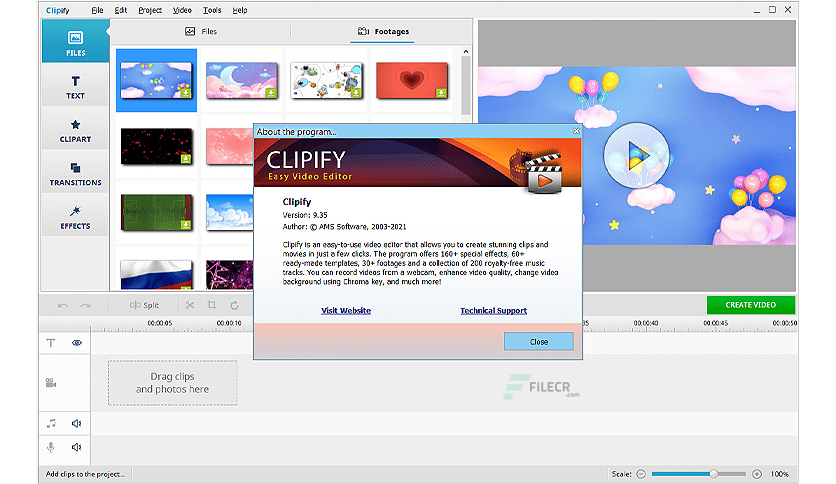 Clipify File Edit Project Video Tools Help
FILES
TEXT
CLIPART
TRANSITIONS
EFFECTS
Files
Footages
About the program...
CLIPIFY
Easy Video Editor
Clipify
Version: 9.35
Author: © AMS Software, 2003-2021
Clipify is an easy-to-use video editor that allows you to create stunning clips and
movies in just a few clicks. The program offers 160+ special effects, 60+
ready-made templates, 30+ footages and a collection of 200 royalty-free music
tracks. You can record videos from a webcam, enhance video quality, change video
background using Chroma key, and much more!
Visit Website
Technical Support
Close
Split
CREATE VIDEO
00:00:05 00:00:10 35 00:00:40 00:00:45 00:00:50
T
Drag clips
and photos here
FILECR
.com
Add clips to the project...
Scale:
100%